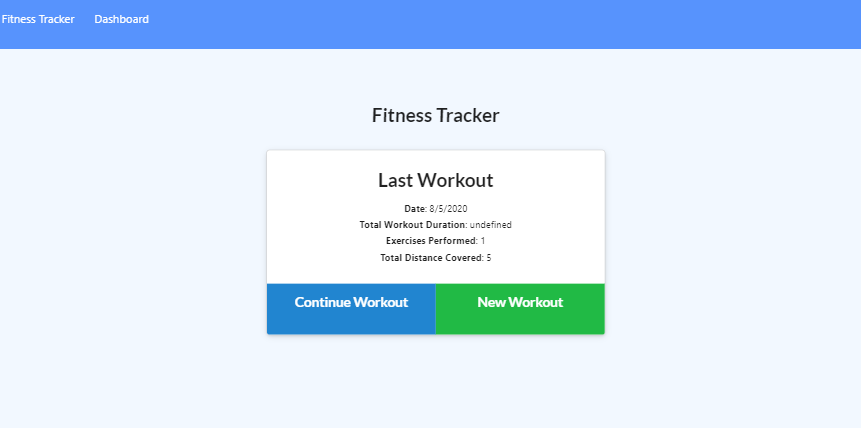 Fitness Tracker Dashboard
Fitness Tracker
Last Workout
Date: 8/5/2020
Total Workout Duration: undefined
Exercises Performed: 1
Total Distance Covered: 5
Continue Workout New Workout